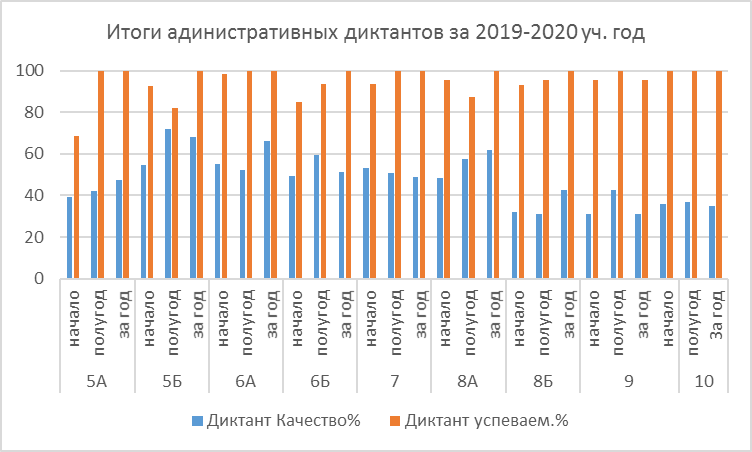 Итоги адинистративных диктантов за 2019-2020 уч. год
100
80
60
40
20
0
начало
полугод
за год
начало
полугод
за год
начало
полугод
за год
начало
полугод
за год
начало
полугод
за год
начало
полугод
за год
начало
полугод
за год
начало
полугод
за год
начало
полугод
За год
5А 5Б 6А 6Б 7 8А 8Б 9 10
Диктант Качество% Диктант успеваем.%